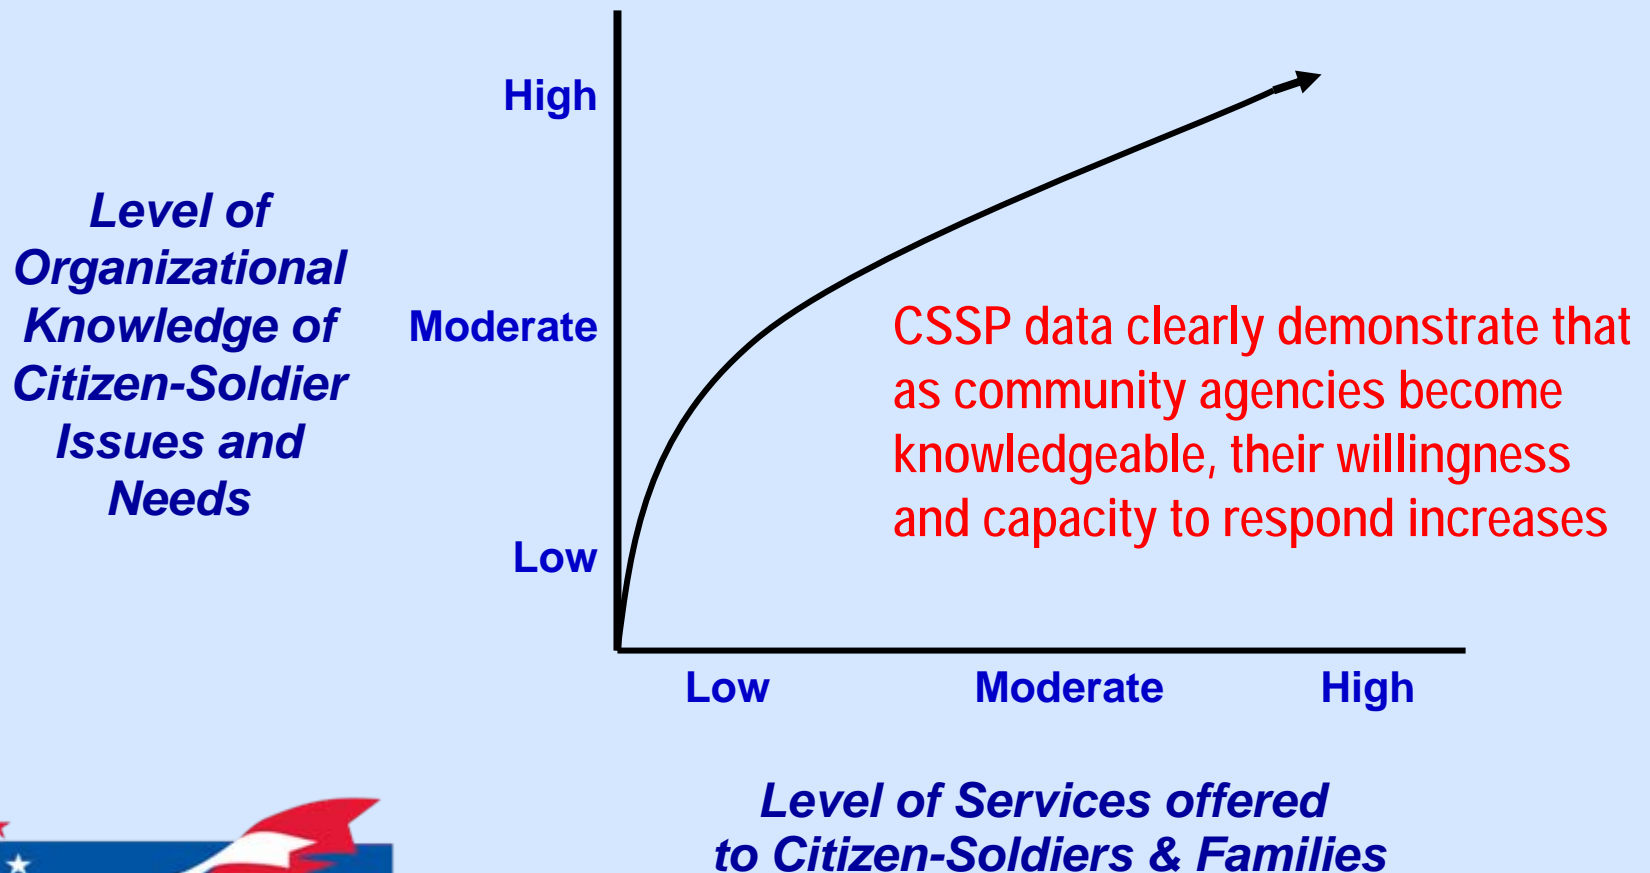 Level of
Organizational
Knowledge of
Citizen-Soldier
Issues and
Needs
High
Moderate
Low
CSSP data clearly demonstrate that
as community agencies become
knowledgeable, their willingness
and capacity to respond increases
Low Moderate High
Level of Services offered
to Citizen-Soldiers & Families